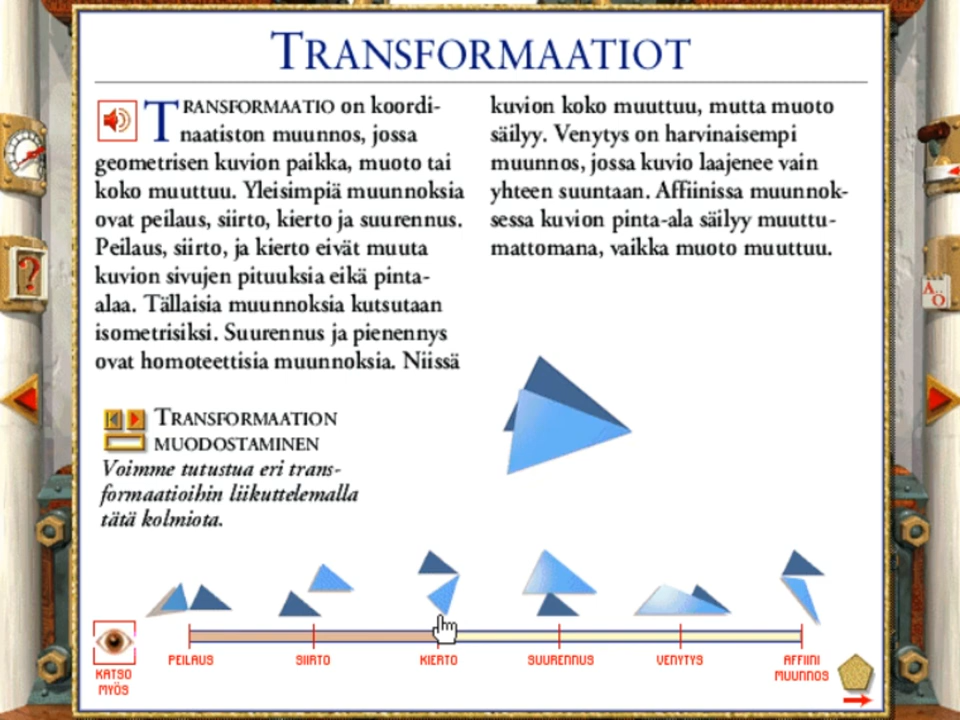 TRANSFORMAATIOT
TRANSFORMAATIO on koordi-
naatiston muunnos, jossa
geometrisen kuvion paikka, muoto tai
koko muuttuu. Yleisimpiä muunnoksia
ovat peilaus, siirto, kierto ja suurennus.
Peilaus, siirto, ja kierto eivät muuta
kuvion sivujen pituuksia eikä pinta-
alaa. Tällaisia muunnoksia kutsutaan
isometrisiksi. Suurennus ja pienennys
ovat homoteettisia muunnoksia. Niissä
kuvion koko muuttuu, mutta muoto
säilyy. Venytys on harvinaisempi
muunnos, jossa kuvio laajenee vain
yhteen suuntaan. Affiinissa muunnok-
sessa kuvion pinta-ala säilyy muuttu-
mattomana, vaikka muoto muuttuu.
TRANSFORMAATION
MUODOSTAMINEN
Voimme tutustua eri trans-
formaatioihin liikuttelemalla
tätä kolmiota.
KATSO
MYÖS
PEILAUS
SIIRTO
KIERTO
SUURENNUS
VENYTYS
AFFIINI
MUUNNOS
?
A..
O